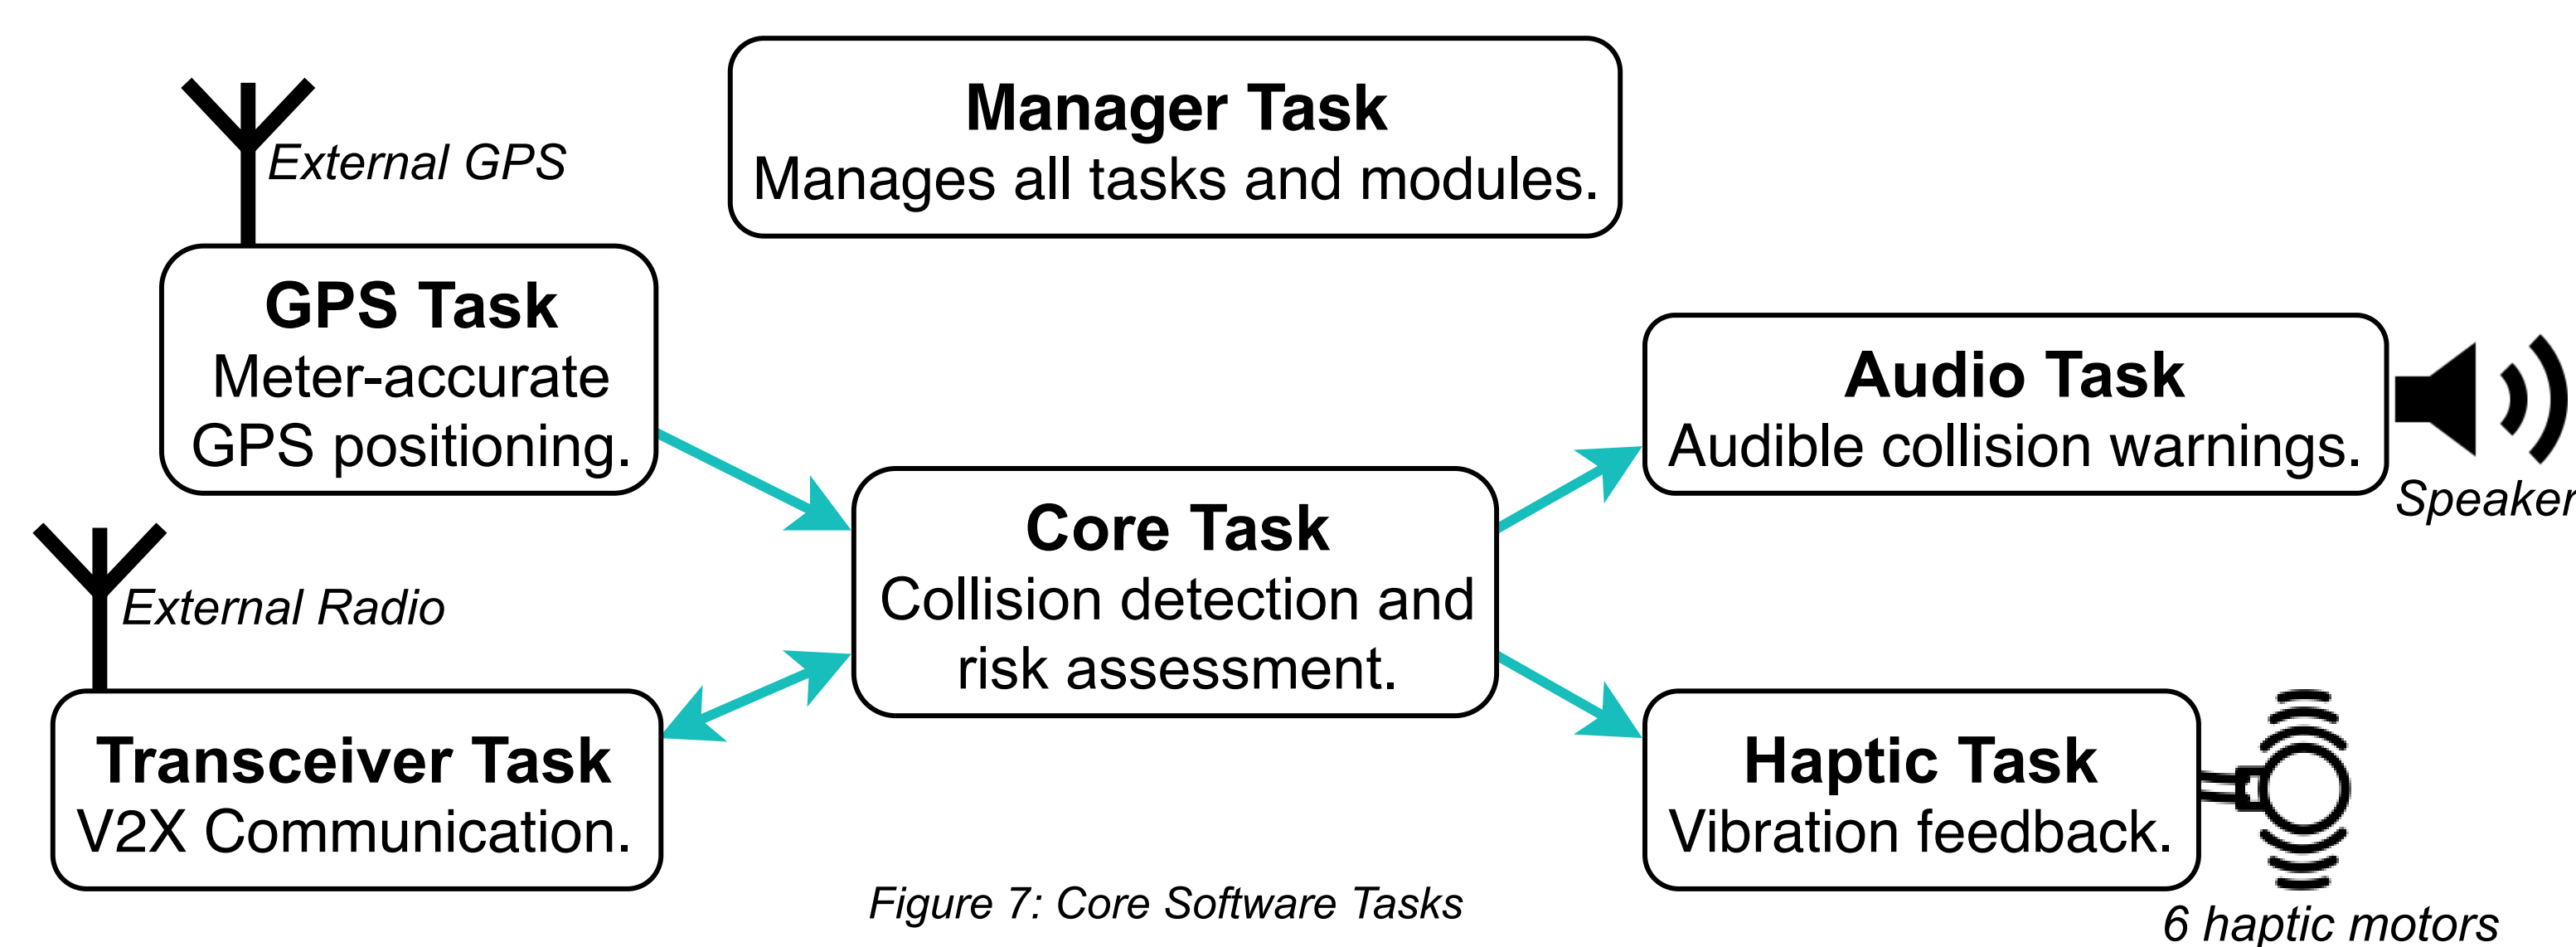 Manager Task
Manages all tasks and modules.
External GPS
GPS Task
Meter-accurate
GPS positioning.
External Radio
Transceiver Task
V2X Communication.
Core Task
Collision detection and
risk assessment.
Audio Task
Audible collision warnings.
Speaker
Haptic Task
Vibration feedback.
6 haptic motors
Figure 7: Core Software Tasks